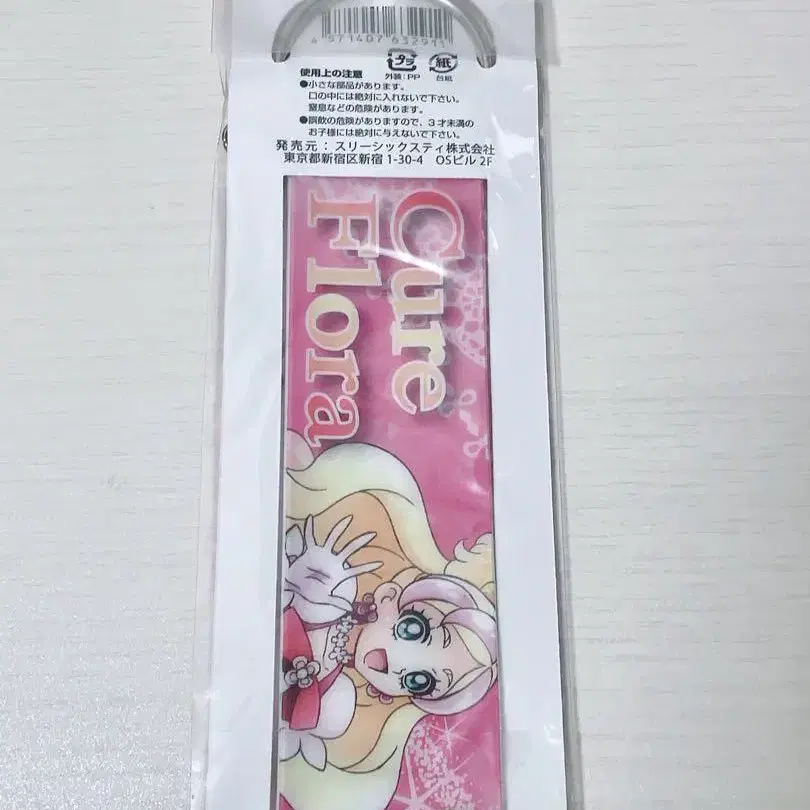 4 571407 632911
プラ
紙
外装：PP
台紙
使用上の注意
●小さな部品があります。
口の中には絶対に入れないで下さい。
窒息などの危険があります。
●誤飲の危険がありますので、3才未満の
お子様には絶対に与えないで下さい。
発売元：スリーシックスティ株式会社
東京都新宿区新宿1-30-4 OSビル2F
Cure
Flora